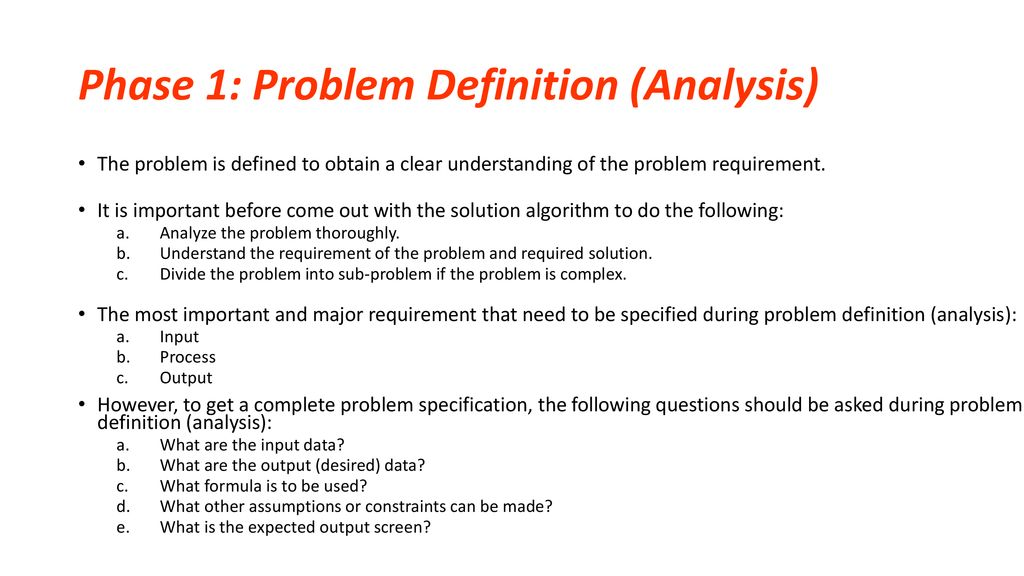 Phase 1: Problem Definition (Analysis)
• The problem is defined to obtain a clear understanding of the problem requirement.
• It is important before come out with the solution algorithm to do the following:
a. Analyze the problem thoroughly.
b. Understand the requirement of the problem and required solution.
c. Divide the problem into sub-problem if the problem is complex.
• The most important and major requirement that need to be specified during problem definition (analysis):
a. Input
b. Process
c. Output
• However, to get a complete problem specification, the following questions should be asked during problem
definition (analysis):
a. What are the input data?
b. What are the output (desired) data?
c. What formula is to be used?
d. What other assumptions or constraints can be made?
e. What is the expected output screen?